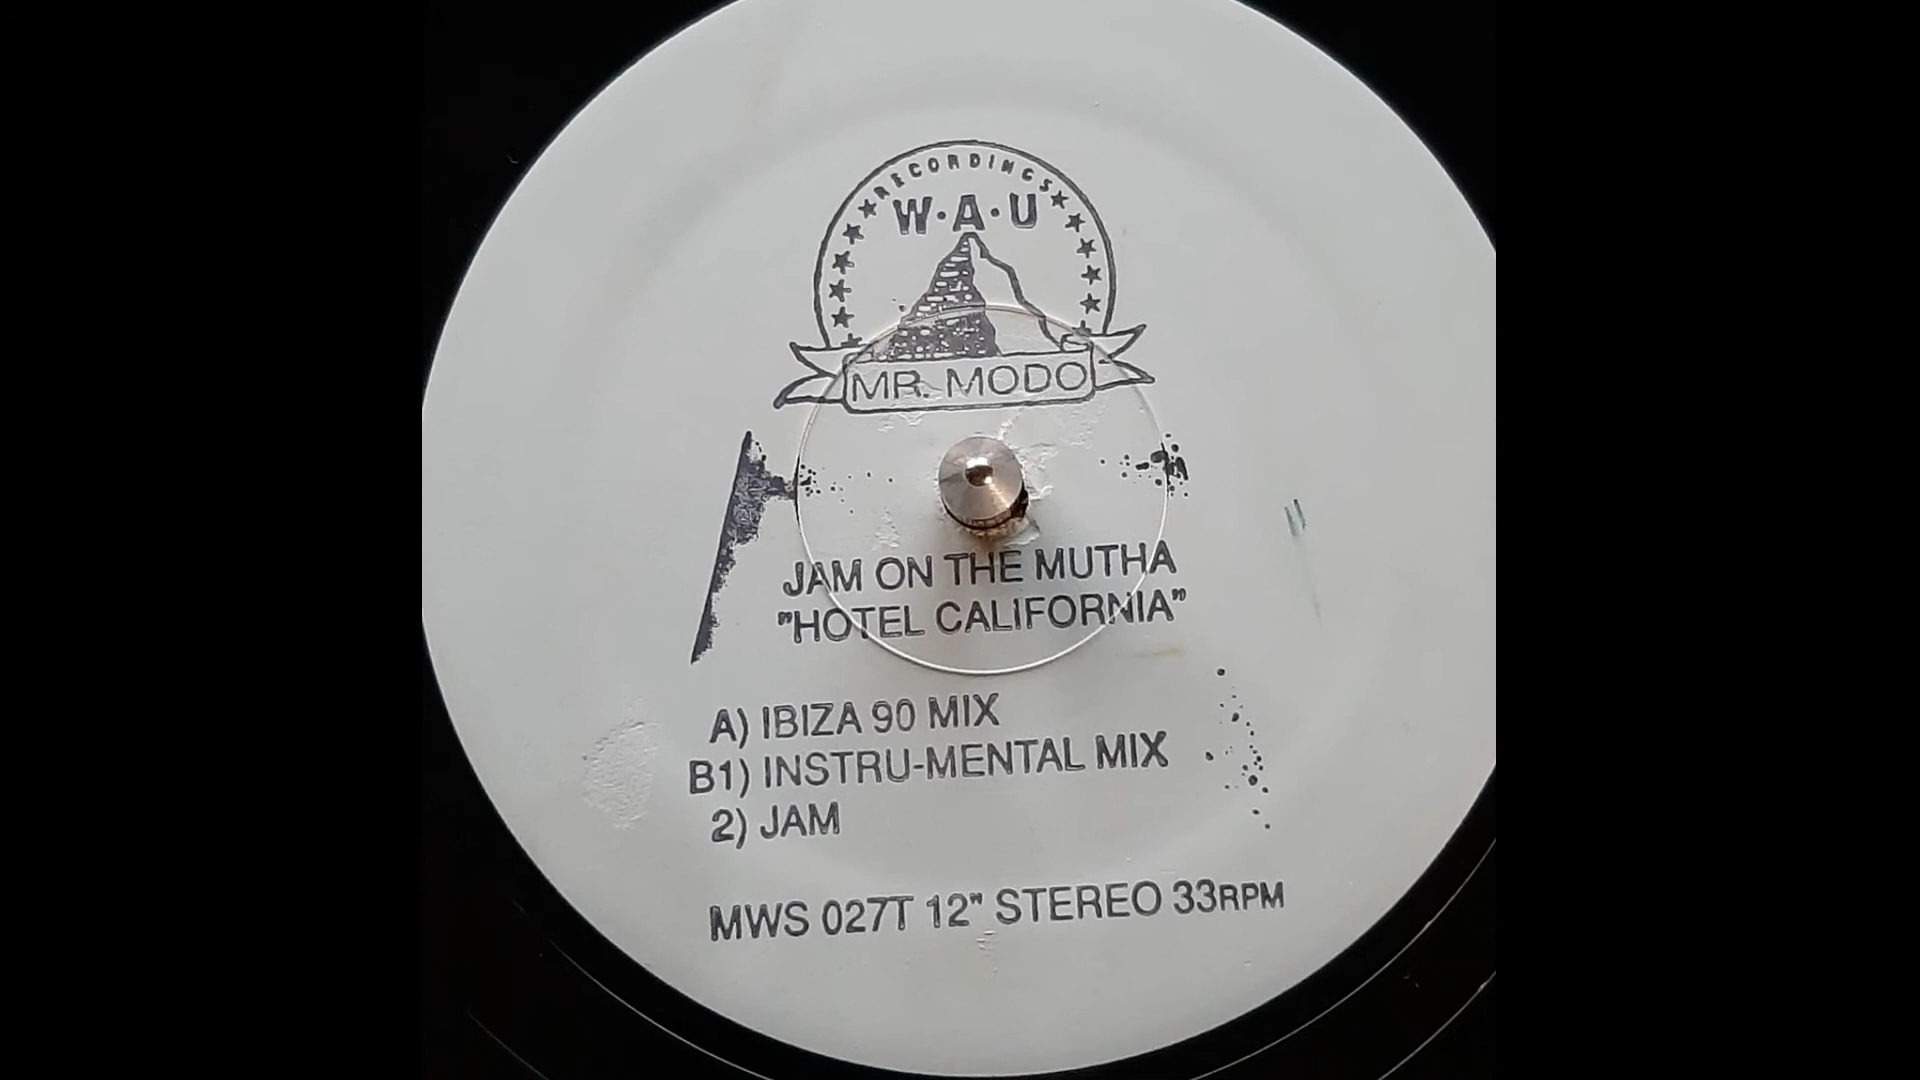 RECORDINGS
W·A·U
MR. MODO
A
JAM ON THE MUTHA
"HOTEL CALIFORNIA"
A) IBIZA 90 MIX
B1) INSTRU-MENTAL MIX
2) JAM
MWS 027T 12" STEREO 33RPM